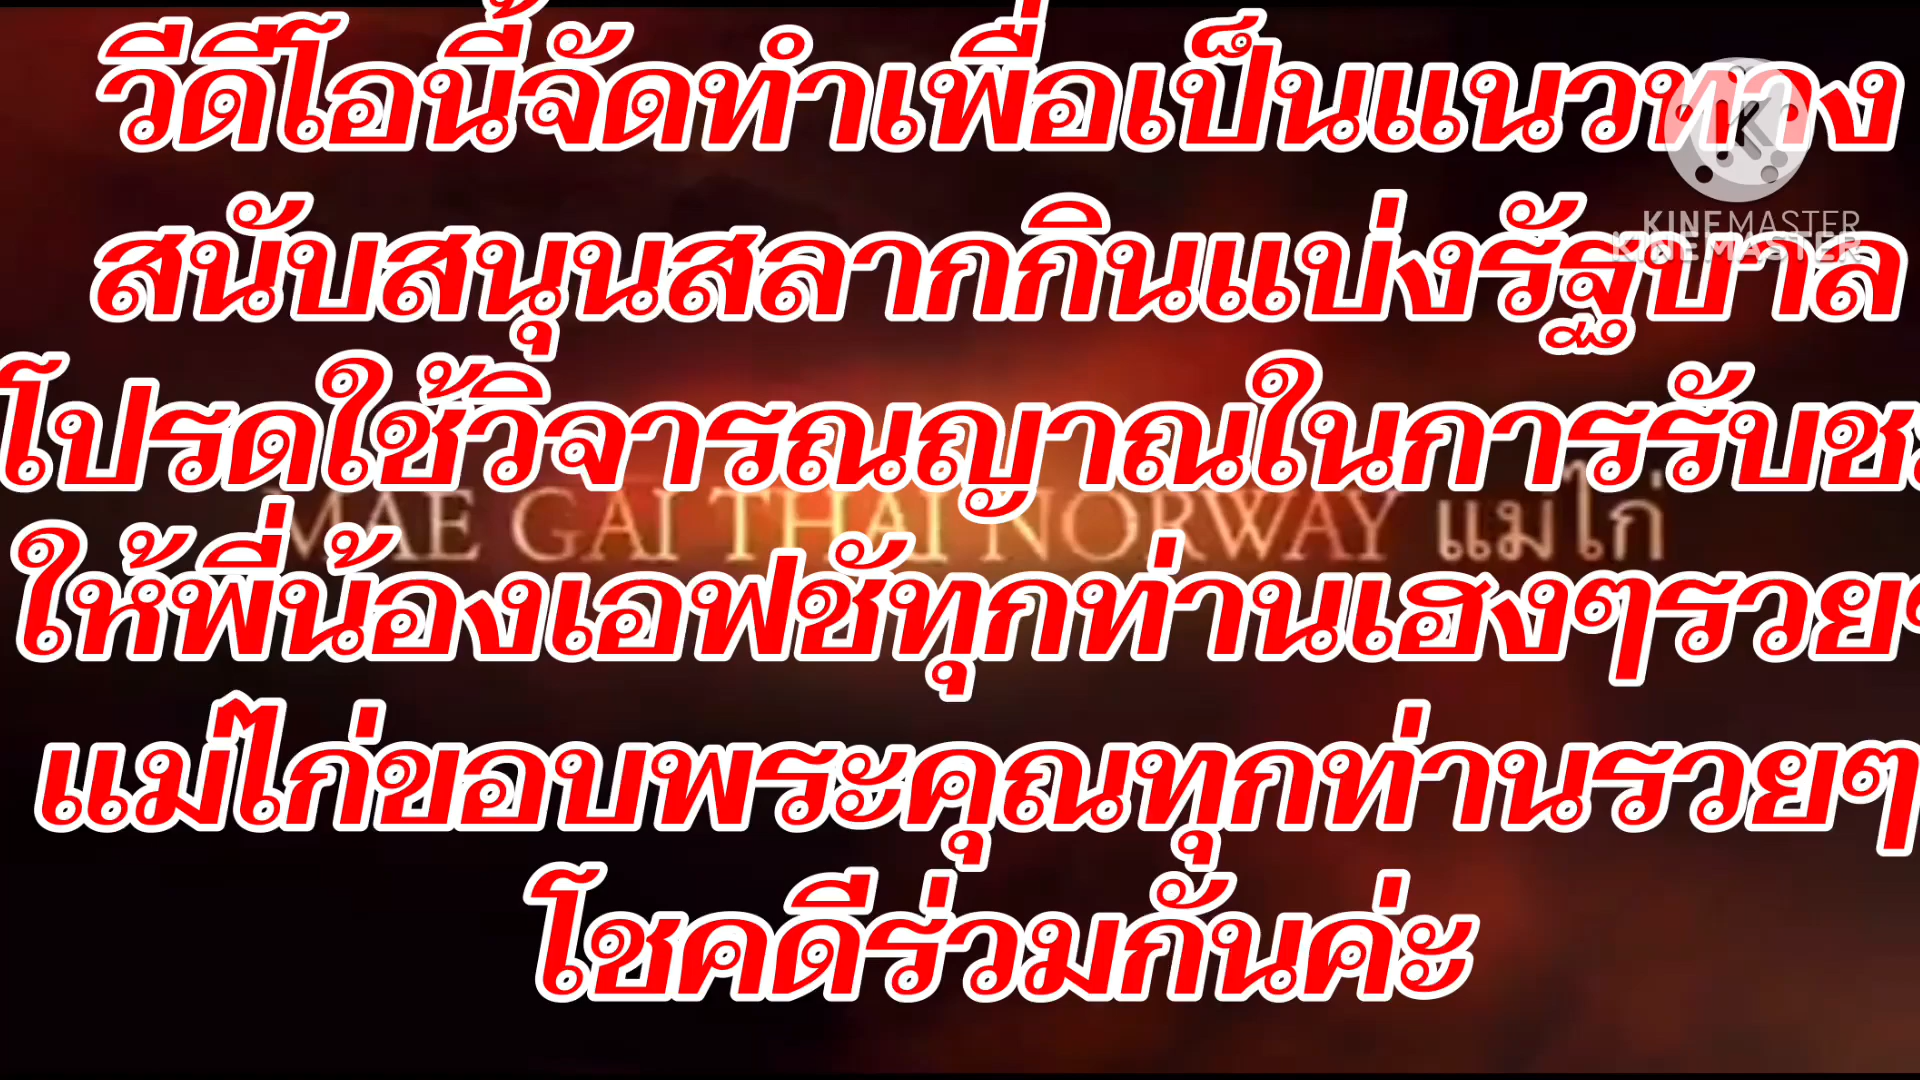 วีดีโอนี้จัดทำเพื่อเป็นแนวทาง
สนับสนุนสลากกินแบ่งรัฐบาล
โปรดใช้วิจารณญาณในการรับช
MAE GAI THAI NORWAY แม่ไก่
ให้พี่น้องเอฟซัทุกท่านเฮงๆรวยๆ
แม่ไก่ขอบพระคุณทุกท่านรวยๆ
โชคดีร่วมกันค่ะ
KINEMASTER
KINEMASTER